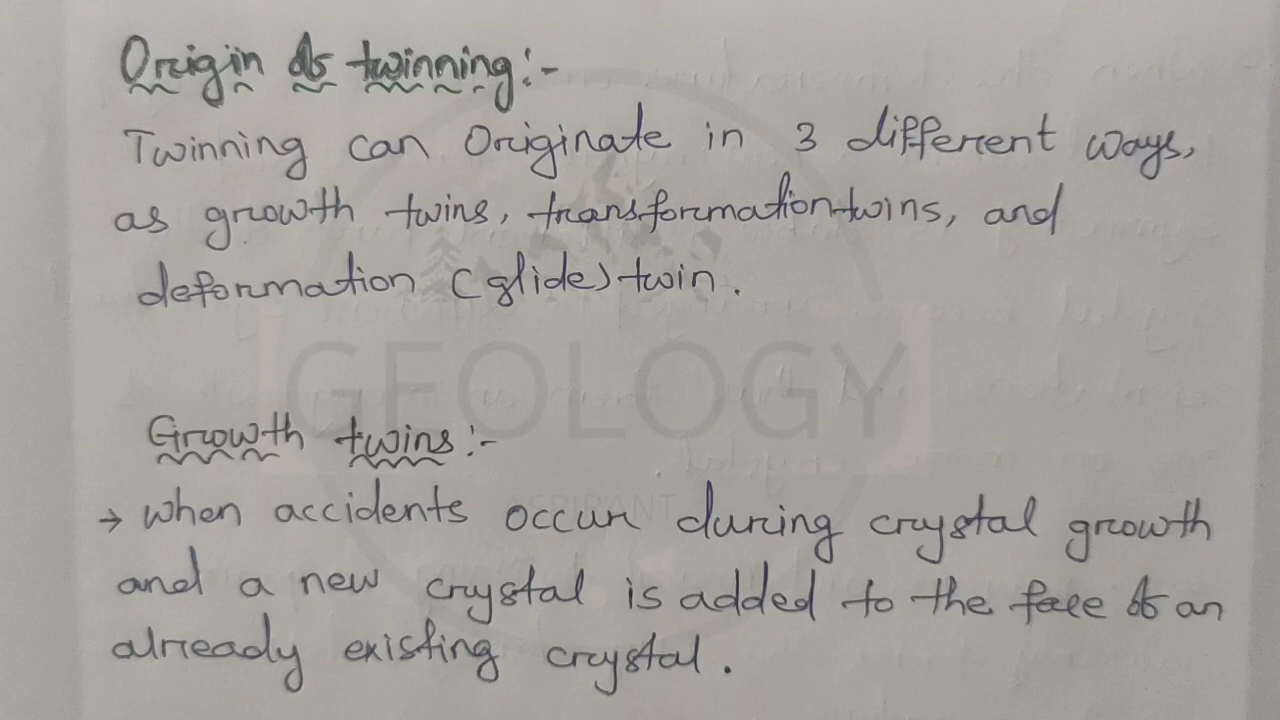 Origin of twinning:-
Twinning can Originate in 3 different ways,
as growth twins, transformation twins, and
deformation (glide) twin.
GEOLOGY
Growth twins:-
ASPIRANT
→ When accidents occur during crystal growth
and a new crystal is added to the face of an
already existing crystal.